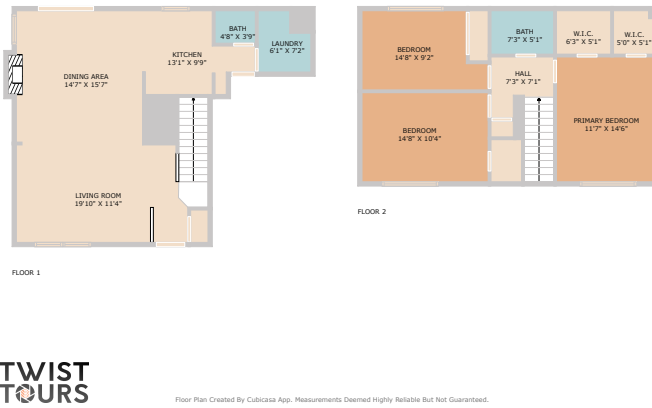 BATH
4'8" X 3'9"
LAUNDRY
6'1" X 7'2"
KITCHEN
13'1" X 9'9"
DINING AREA
14'7" X 15'7"
LIVING ROOM
19'10" X 11'4"
FLOOR 1
BEDROOM
14'8" X 9'2"
BATH
7'3" X 5'1"
W.I.C.
6'3" X 5'1"
W.I.C.
5'0" X 5'1"
HALL
7'3" X 7'1"
BEDROOM
14'8" X 10'4"
PRIMARY BEDROOM
11'7" X 14'6"
FLOOR 2
TWIST
TOURS
Floor Plan Created By Cubicasa App. Measurements Deemed Highly Reliable But Not Guaranteed.